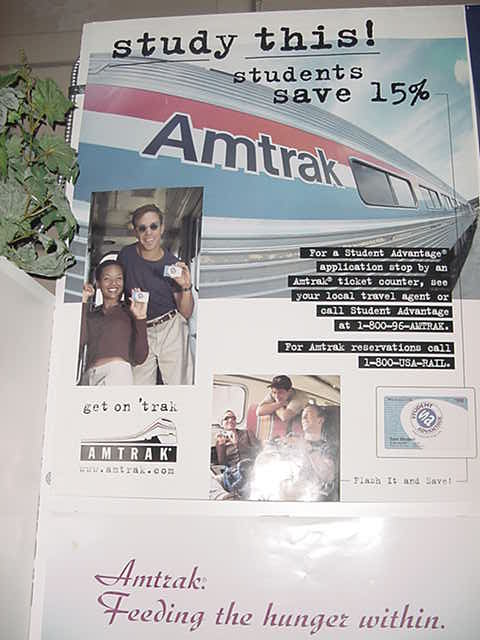 study this!
students
save 15%
Amtrak
For a Student Advantage®
application stop by an
Amtrak® ticket counter, see
your local travel agent or
call Student Advantage
at 1-800-96-AMTRAK.
For Amtrak reservations call
1-800-USA-RAIL.
get on 'trak
AMTRAK®
www.amtrak.com
STUDENT
ADVANTAGE
Flash It and Save!
Amtrak®:
Feeding the hunger within.